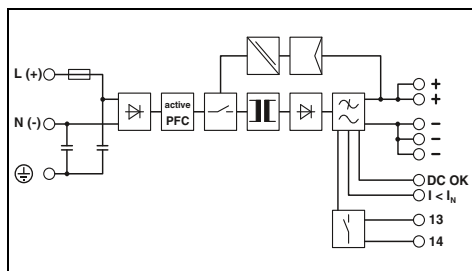 L (+)
N (-)
active
PFC
+
+
–
–
–
DC OK
I < I_N
13
14